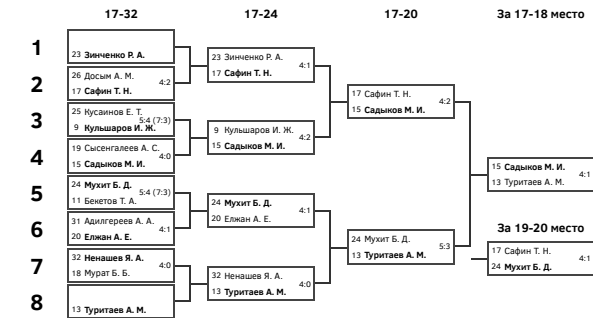 17-32
17-24
17-20
За 17-18 место
1
23 Зинченко Р. А.
2
26 Досым А. М.
17 Сафин Т. Н.
4:2
3
25 Кусаинов Е. Т.
5:4 (7:3)
9 Кульшаров И. Ж.
4
19 Сысенгалеев А. С.
15 Садыков М. И.
4:0
5
24 Мухит Б. Д.
5:4 (7:3)
11 Бекетов Т. А.
6
31 Адилгереев А. А.
20 Елжан А. Е.
4:1
7
32 Ненашев Я. А.
18 Мурат Б. Б.
4:0
8
13 Туритаев А. М.
23 Зинченко Р. А.
17 Сафин Т. Н.
4:1
9 Кульшаров И. Ж.
15 Садыков М. И.
4:2
24 Мухит Б. Д.
20 Елжан А. Е.
4:1
32 Ненашев Я. А.
13 Туритаев А. М.
4:0
17 Сафин Т. Н.
15 Садыков М. И.
4:2
24 Мухит Б. Д.
13 Туритаев А. М.
5:3
15 Садыков М. И.
13 Туритаев А. М.
4:1
За 19-20 место
17 Сафин Т. Н.
24 Мухит Б. Д.
4:1